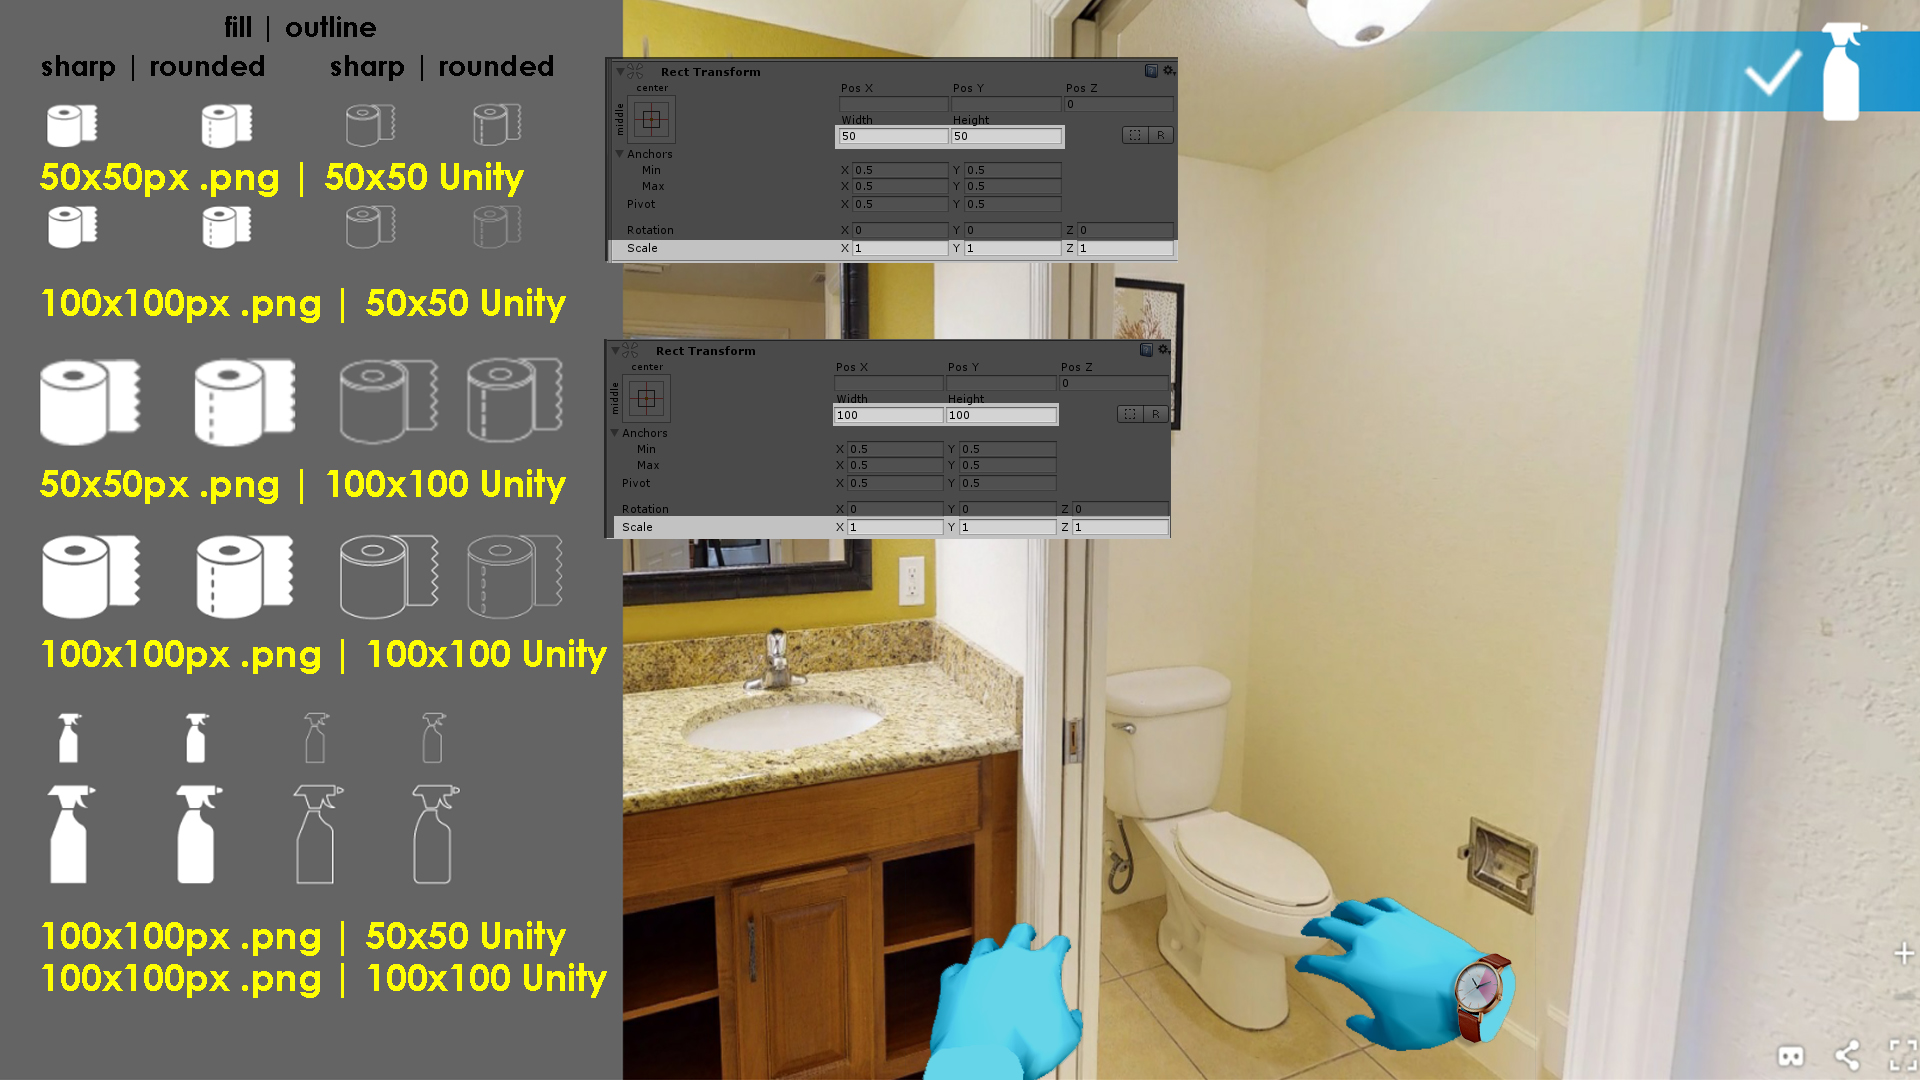 fill | outline
sharp | rounded sharp | rounded
50x50px .png | 50x50 Unity
100x100px .png | 50x50 Unity
50x50px .png | 100x100 Unity
100x100px .png | 100x100 Unity
100x100px .png | 50x50 Unity
100x100px .png | 100x100 Unity
Rect Transform
center
middle
Pos X Pos Y Pos Z
0
Width Height
50 50
R
Anchors
Min X 0.5 Y 0.5
Max X 0.5 Y 0.5
Pivot X 0.5 Y 0.5
Rotation X 0 Y 0 Z 0
Scale X 1 Y 1 Z 1
Rect Transform
center
middle
Pos X Pos Y Pos Z
0
Width Height
100 100
R
Anchors
Min X 0.5 Y 0.5
Max X 0.5 Y 0.5
Pivot X 0.5 Y 0.5
Rotation X 0 Y 0 Z 0
Scale X 1 Y 1 Z 1